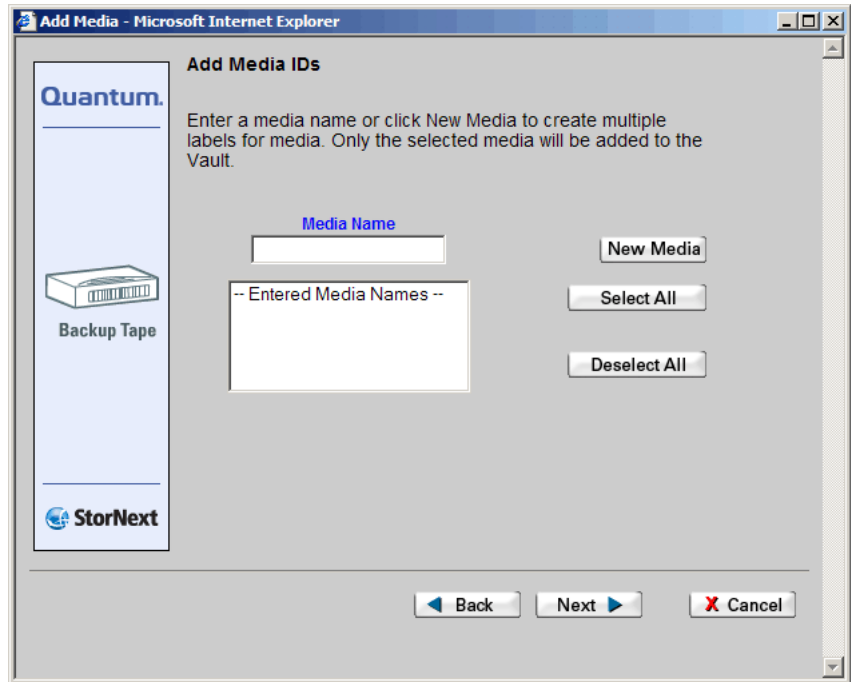 Add Media - Microsoft Internet Explorer
Add Media IDs
Quantum.
Enter a media name or click New Media to create multiple
labels for media. Only the selected media will be added to the
Vault.
Media Name
New Media
-- Entered Media Names --
Select All
Backup Tape
Deselect All
StorNext
Back
Next
X Cancel